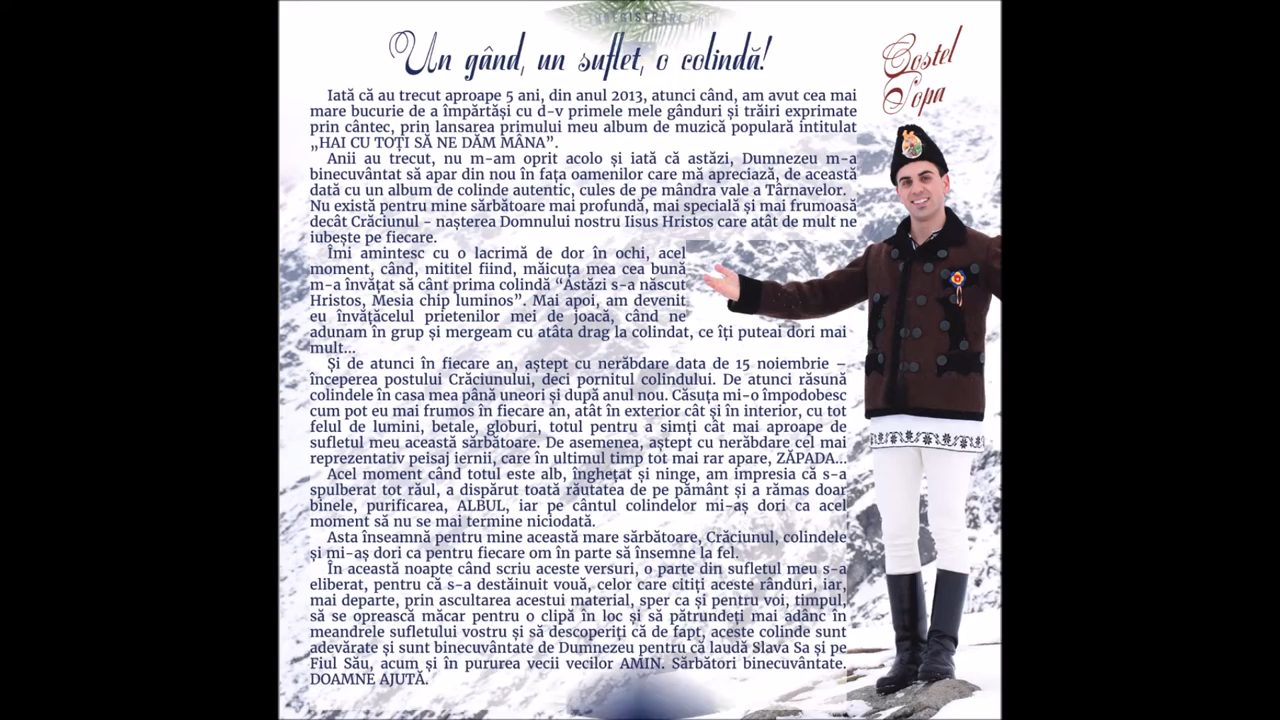 ÎNREGISTRĂRI
Un gând, un suflet, o colindă!
Costel
Popa
Iată că au trecut aproape 5 ani, din anul 2013, atunci când, am avut cea mai
mare bucurie de a împărtăși cu d-v primele mele gânduri și trăiri exprimate
prin cântec, prin lansarea primului meu album de muzică populară intitulat
„HAI CU TOȚI SĂ NE DĂM MÂNA”.
Anii au trecut, nu m-am oprit acolo și iată că astăzi, Dumnezeu m-a
binecuvântat să apar din nou în fața oamenilor care mă apreciază, de această
dată cu un album de colinde autentic, cules de pe mândra vale a Târnavelor.
Nu există pentru mine sărbătoare mai profundă, mai specială și mai frumoasă
decât Crăciunul - nașterea Domnului nostru Iisus Hristos care atât de mult ne
iubește pe fiecare.
Îmi amintesc cu o lacrimă de dor în ochi, acel
moment, când, mititel fiind, măicuța mea cea bună
m-a învățat să cânt prima colindă “Astăzi s-a născut
Hristos, Mesia chip luminos”. Mai apoi, am devenit
eu învățăcelul prietenilor mei de joacă, când ne
adunam în grup și mergeam cu atâta drag la colindat, ce îți puteai dori mai
mult...
Și de atunci în fiecare an, aștept cu nerăbdare data de 15 noiembrie –
începerea postului Crăciunului, deci pornitul colindului. De atunci răsună
colindele în casa mea până uneori și după anul nou. Căsuța mi-o împodobesc
cum pot eu mai frumos în fiecare an, atât în exterior cât și în interior, cu tot
felul de lumini, betale, globuri, totul pentru a simți cât mai aproape de
sufletul meu această sărbătoare. De asemenea, aștept cu nerăbdare cel mai
reprezentativ peisaj iernii, care în ultimul timp tot mai rar apare, ZĂPADA...
Acel moment când totul este alb, înghețat și ninge, am impresia că s-a
spulberat tot răul, a dispărut toată răutatea de pe pământ și a rămas doar
binele, purificarea, ALBUL, iar pe cântul colindelor mi-aș dori ca acel
moment să nu se mai termine niciodată.
Asta înseamnă pentru mine această mare sărbătoare, Crăciunul, colindele
și mi-aș dori ca pentru fiecare om în parte să însemne la fel.
În această noapte când scriu aceste versuri, o parte din sufletul meu s-a
eliberat, pentru că s-a destăinuit vouă, celor care citiți aceste rânduri, iar,
mai departe, prin ascultarea acestui material, sper ca și pentru voi, timpul,
să se oprească măcar pentru o clipă în loc și să pătrundeți mai adânc în
meandrele sufletului vostru și să descoperiți că de fapt, aceste colinde sunt
adevărate și sunt binecuvântate de Dumnezeu pentru că laudă Slava Sa și pe
Fiul Său, acum și în pururea vecii vecilor AMIN. Sărbători binecuvântate.
DOAMNE AJUTĂ.